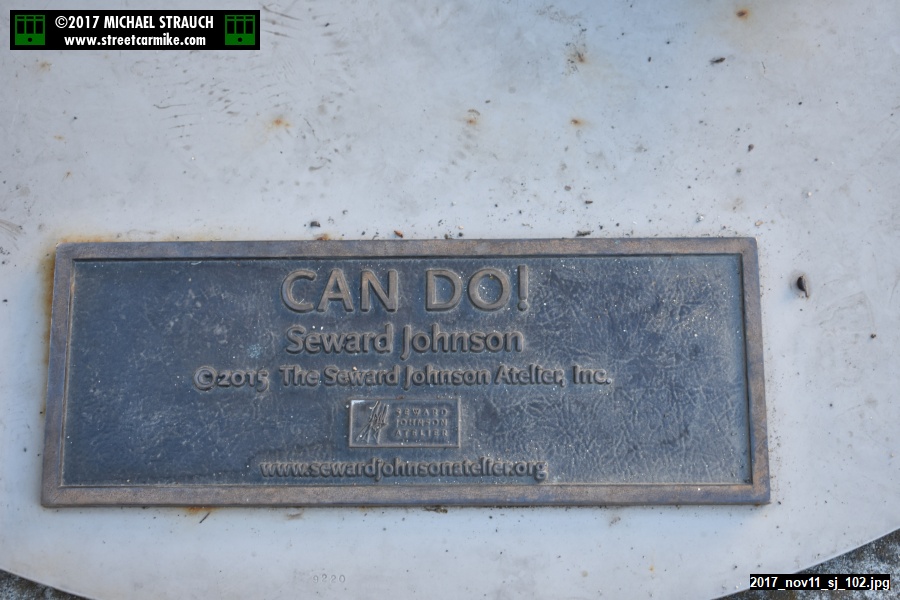 ©2017 MICHAEL STRAUCH
www.streetcarmike.com
CAN DO!
Seward Johnson
©2015 The Seward Johnson Atelier, Inc.
SEWARD
JOHNSON
ATELIER
www.sewardjohnsonatelier.org
9220
2017_nov11_sj_102.jpg